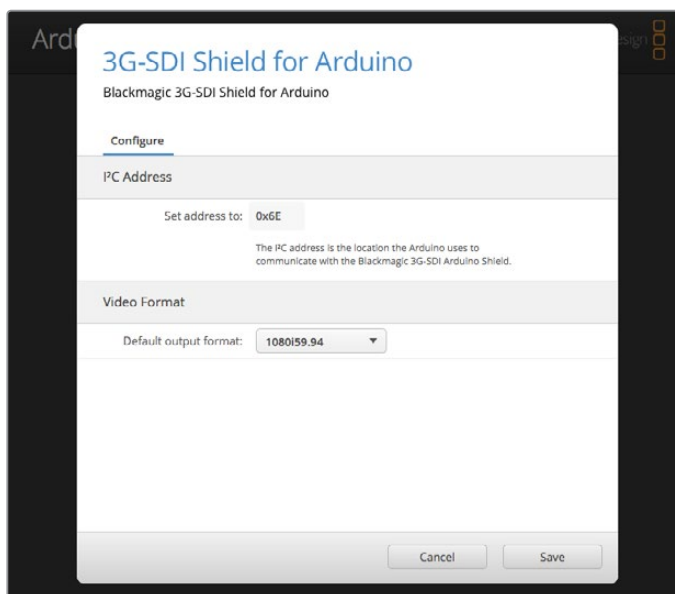 Ard
esign
3G-SDI Shield for Arduino
Blackmagic 3G-SDI Shield for Arduino
Configure
I²C Address
Set address to: 0x6E
The I²C address is the location the Arduino uses to
communicate with the Blackmagic 3G-SDI Arduino Shield.
Video Format
Default output format: 1080i59.94
Cancel Save